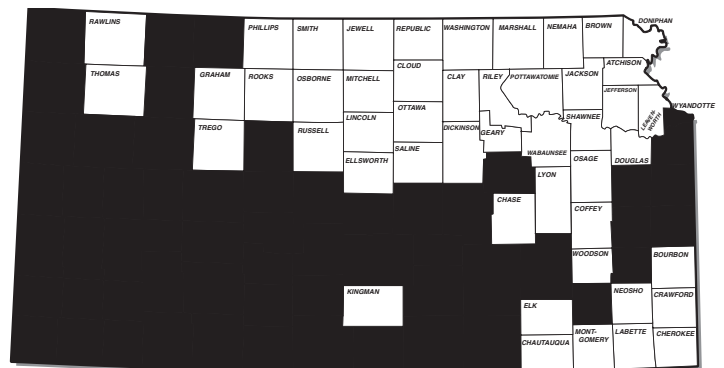 RAWLINS
PHILLIPS
SMITH
JEWELL
REPUBLIC
WASHINGTON
MARSHALL
NEMAHA
BROWN
DONIPHAN
THOMAS
GRAHAM
ROOKS
OSBORNE
MITCHELL
CLOUD
CLAY
RILEY
POTTAWATOMIE
JACKSON
ATCHISON
JEFFERSON
LEAVEN-
WORTH
WYANDOTTE
TREGO
RUSSELL
LINCOLN
OTTAWA
DICKINSON
GEARY
SHAWNEE
ELLSWORTH
SALINE
WABAUNSEE
OSAGE
DOUGLAS
LYON
CHASE
COFFEY
WOODSON
BOURBON
KINGMAN
ELK
NEOSHO
CRAWFORD
CHAUTAUQUA
MONT-
GOMERY
LABETTE
CHEROKEE